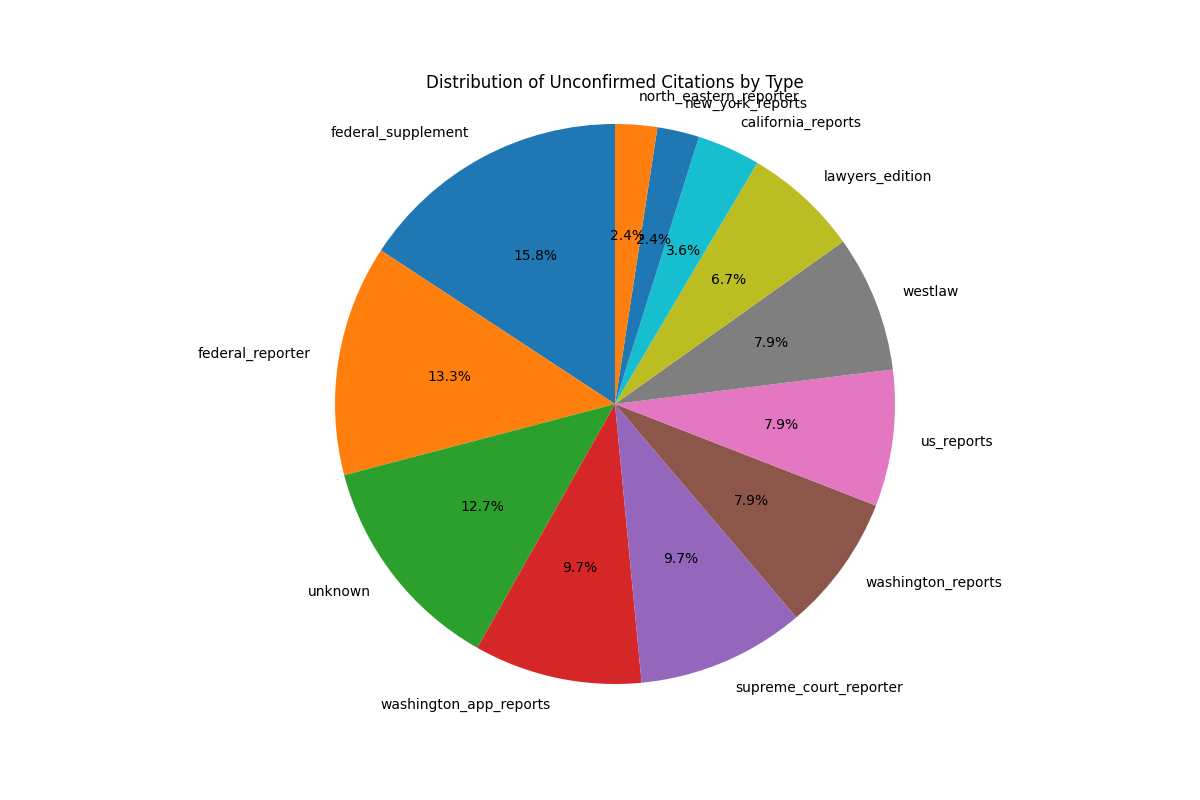 Distribution of Unconfirmed Citations by Type
north_eastern_reporter
new_york_reports
california_reports
federal_supplement
lawyers_edition
2.4%
2.4%
3.6%
15.8%
6.7%
westlaw
7.9%
federal_reporter
13.3%
7.9%
us_reports
7.9%
12.7%
9.7%
9.7%
washington_reports
unknown
supreme_court_reporter
washington_app_reports